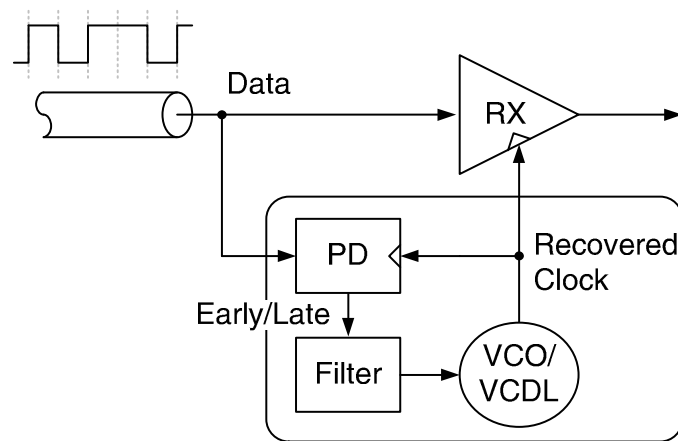 Data
RX
PD
Recovered
Clock
Early/Late
Filter
VCO/
VCDL